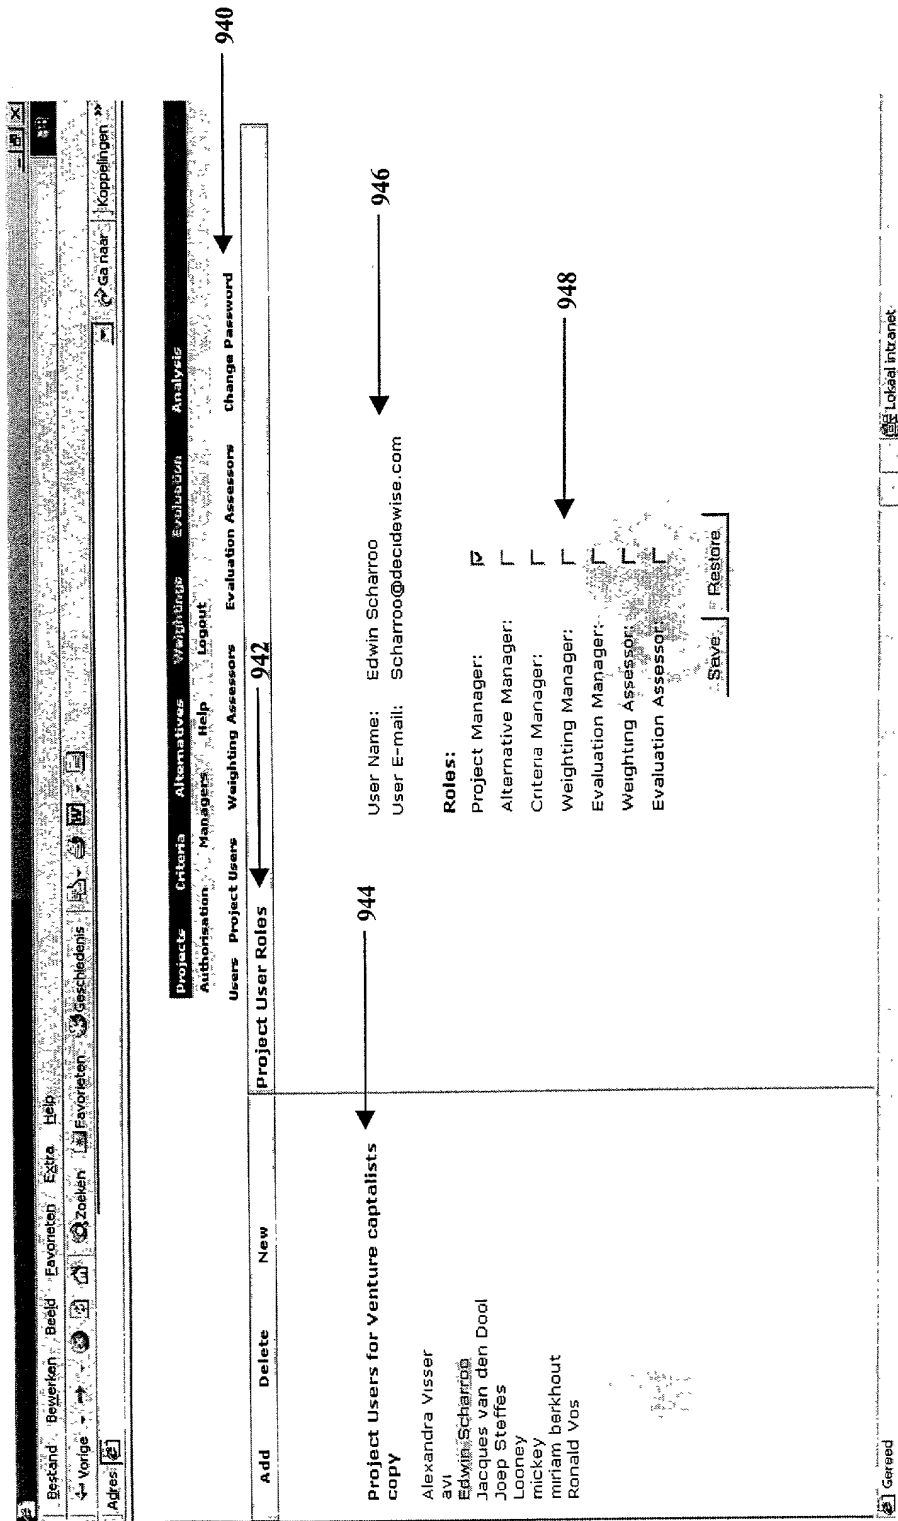 Bestand Bewerken Beeld Favorieten Extra Help
Vorige Zoeken Favorieten Geschiedenis
Adres Ga naar Koppelingen »
Projects Criteria Alternatives Weightings Evaluation Analysis
Authorisation Managers Help Logout
Users Project Users Weighting Assessors Evaluation Assessors Change Password
940
Add Delete New
Project User Roles
942
Project Users for Venture captalists
copy
944
Alexandra Visser
avi
Edwin Scharroo
Jacques van den Dool
Joep Steffes
Looney
mickey
miriam berkhout
Ronald Vos
User Name: Edwin Scharroo
User E-mail: Scharroo@decidewise.com
946
Roles:
Project Manager:
Alternative Manager:
Criteria Manager:
Weighting Manager:
948
Evaluation Manager:
Weighting Assessor:
Evaluation Assessor:
Save Restore
Gereed
Lokaal intranet